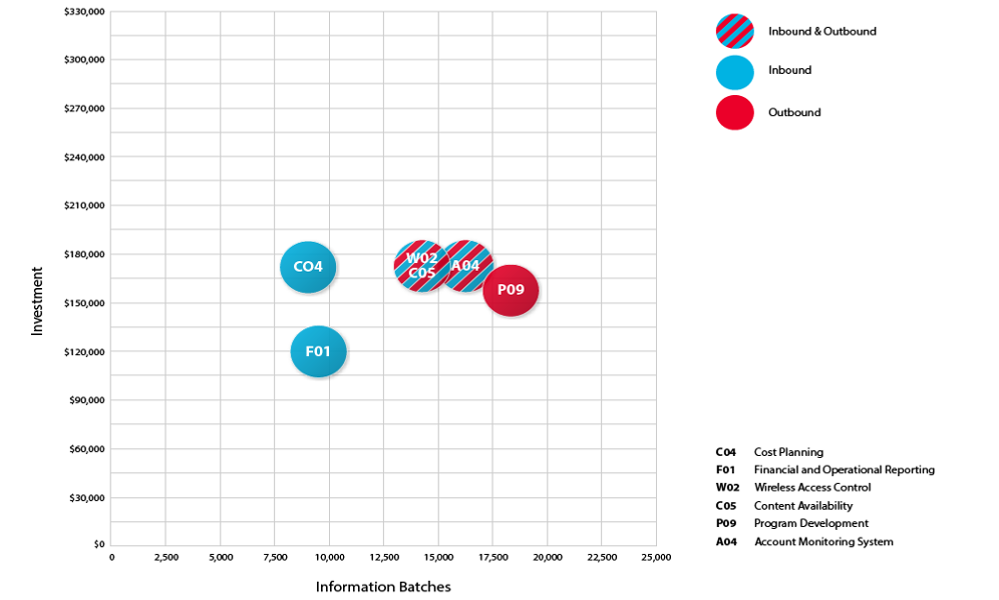 $330,000
Inbound & Outbound
$300,000
Inbound
$270,000
Outbound
$240,000
$210,000
$180,000
W02
C05
A04
CO4
P09
$150,000
Investment
F01
$120,000
$90,000
$60,000
$30,000
$0
0 2,500 5,000 7,500 10,000 12,500 15,000 17,500 20,000 22,500 25,000
Information Batches
C04 Cost Planning
F01 Financial and Operational Reporting
W02 Wireless Access Control
C05 Content Availability
P09 Program Development
A04 Account Monitoring System